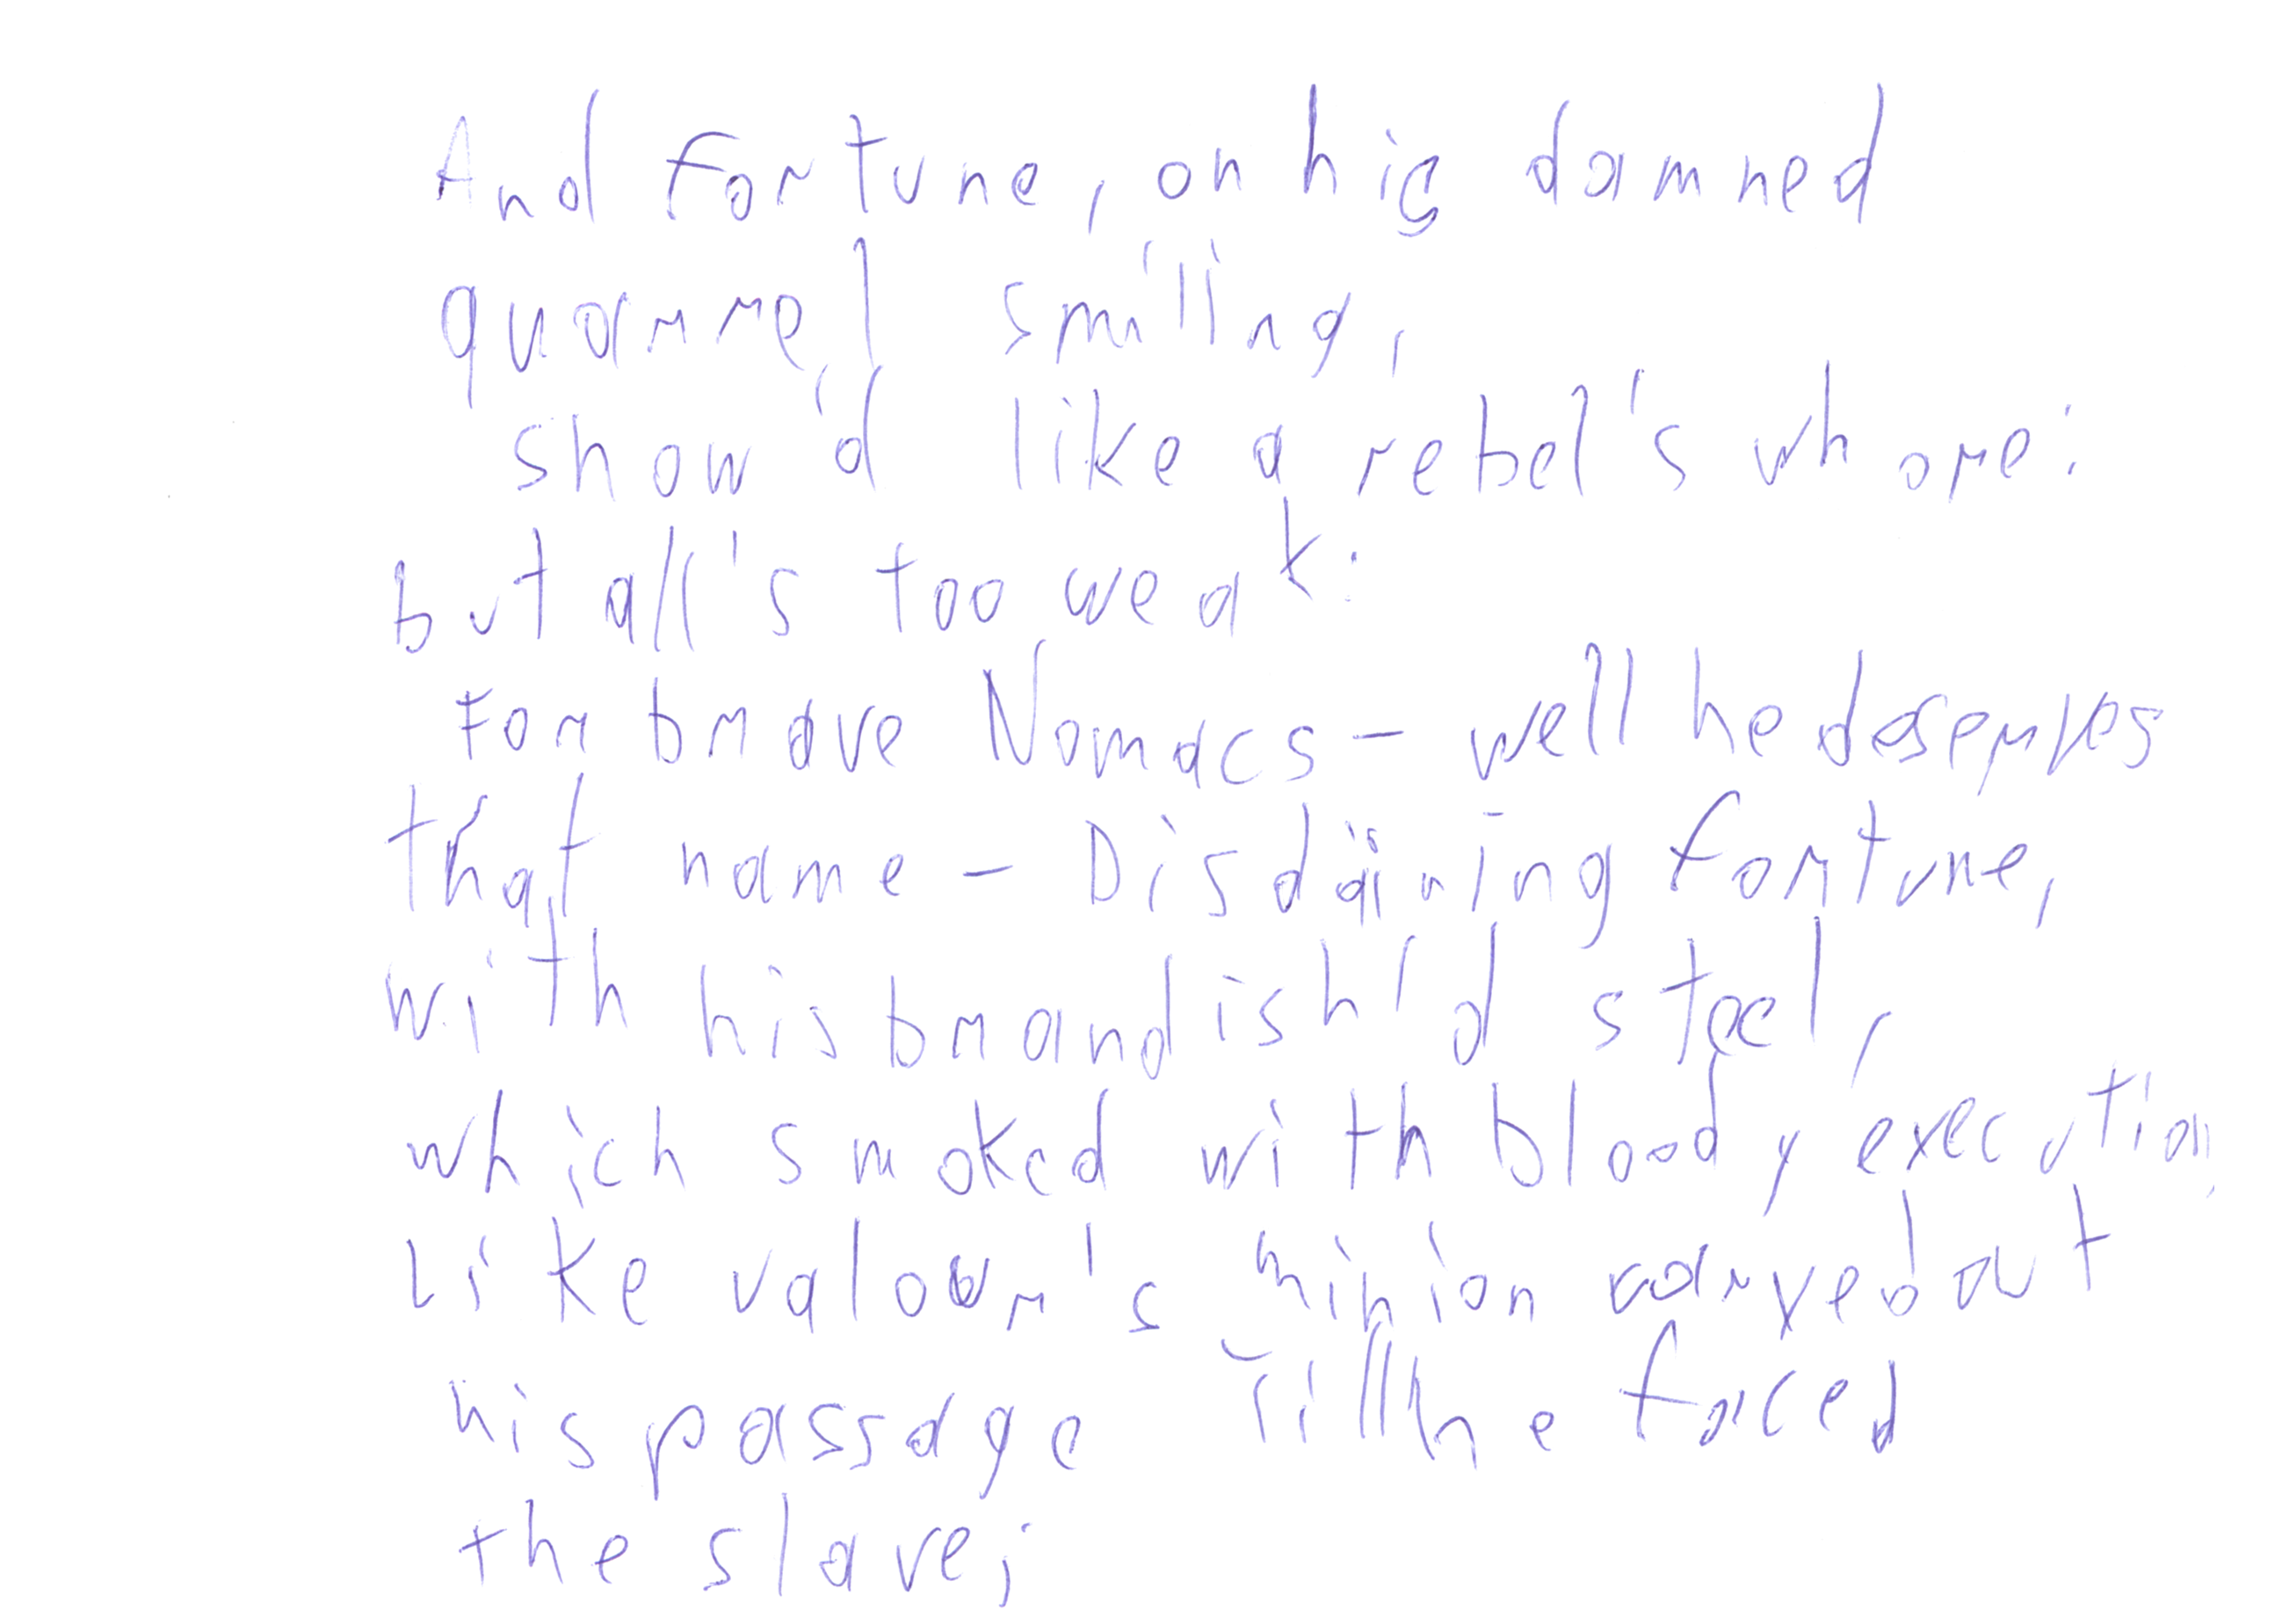 And fortune, on his damned
quarrel smiling,
show'd like a rebel's whore:
but all's too weak:
For brave Nomacs - well he deserves
that name - Disdaining fortune,
with his brandish'd steel,
which smoked with bloody execution,
Like valour's minion carved out
his passage Till he faced
the slave;